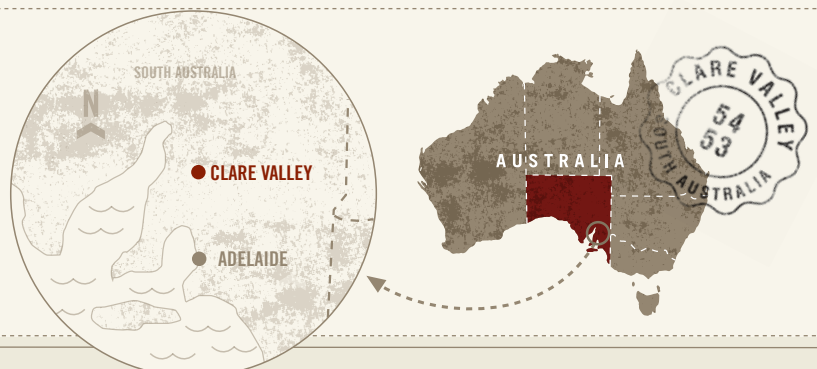 SOUTH AUSTRALIA
N
CLARE VALLEY
ADELAIDE
AUSTRALIA
CLARE VALLEY
54
53
SOUTH AUSTRALIA